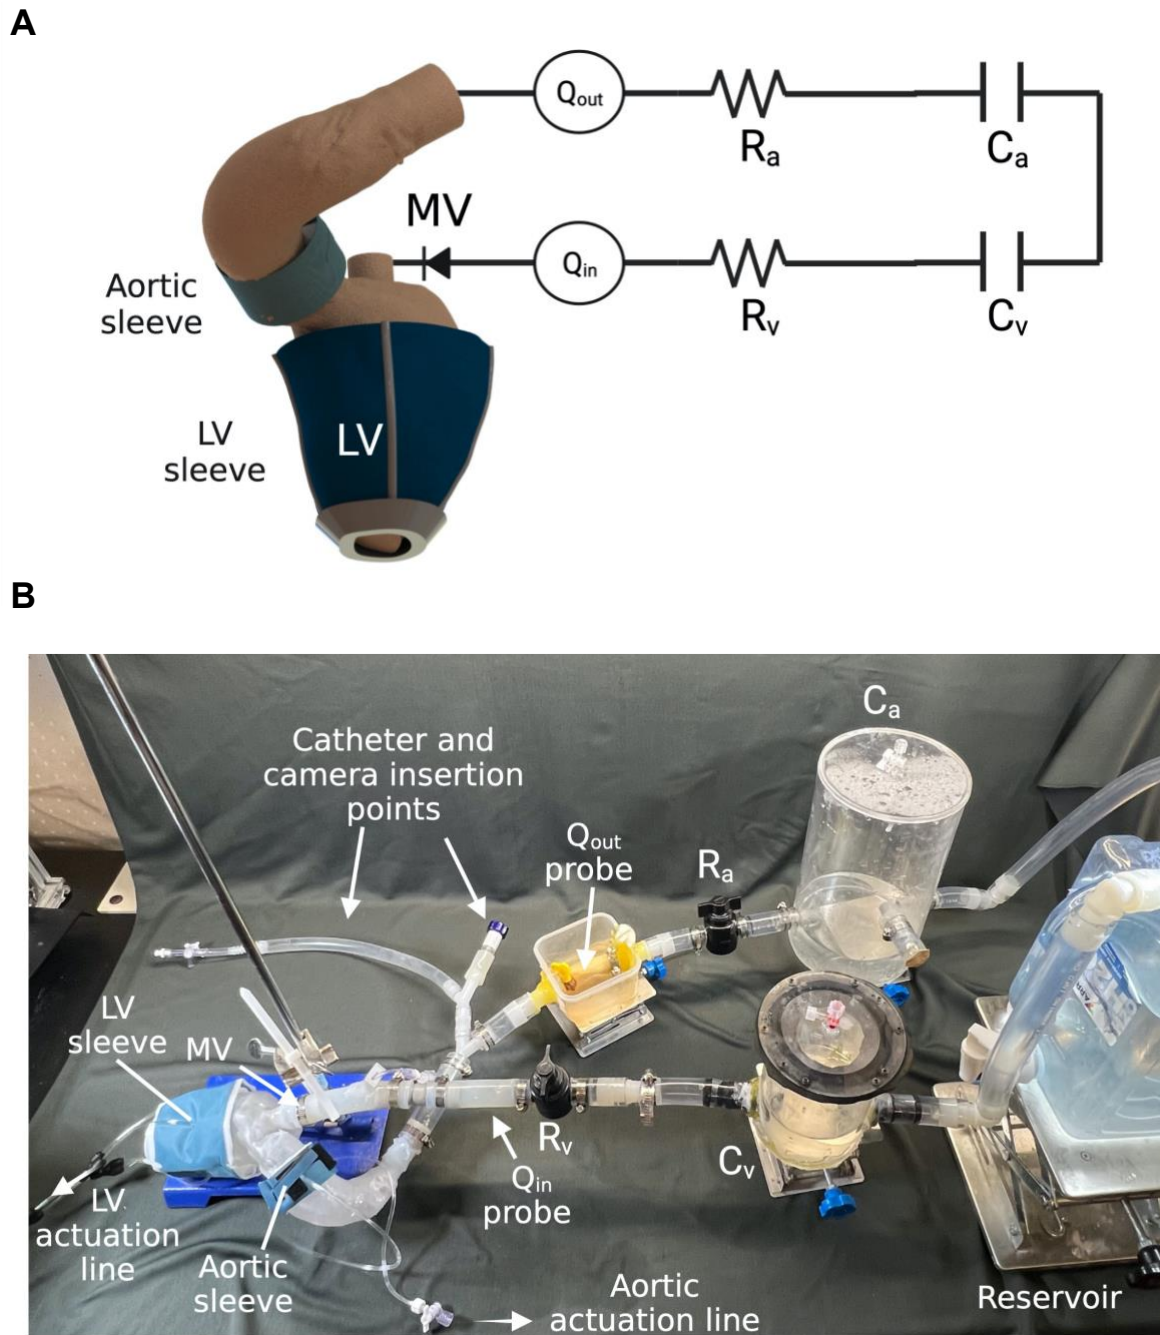 A
Qout
Ra
Ca
MV
Qin
Rv
Cv
Aortic
sleeve
LV
sleeve
LV
B
Ca
Catheter and
camera insertion
points
Qout
probe
Ra
LV
sleeve
MV
Rv
Qin
probe
Cv
LV
actuation
line
Aortic
sleeve
Aortic
actuation line
Reservoir